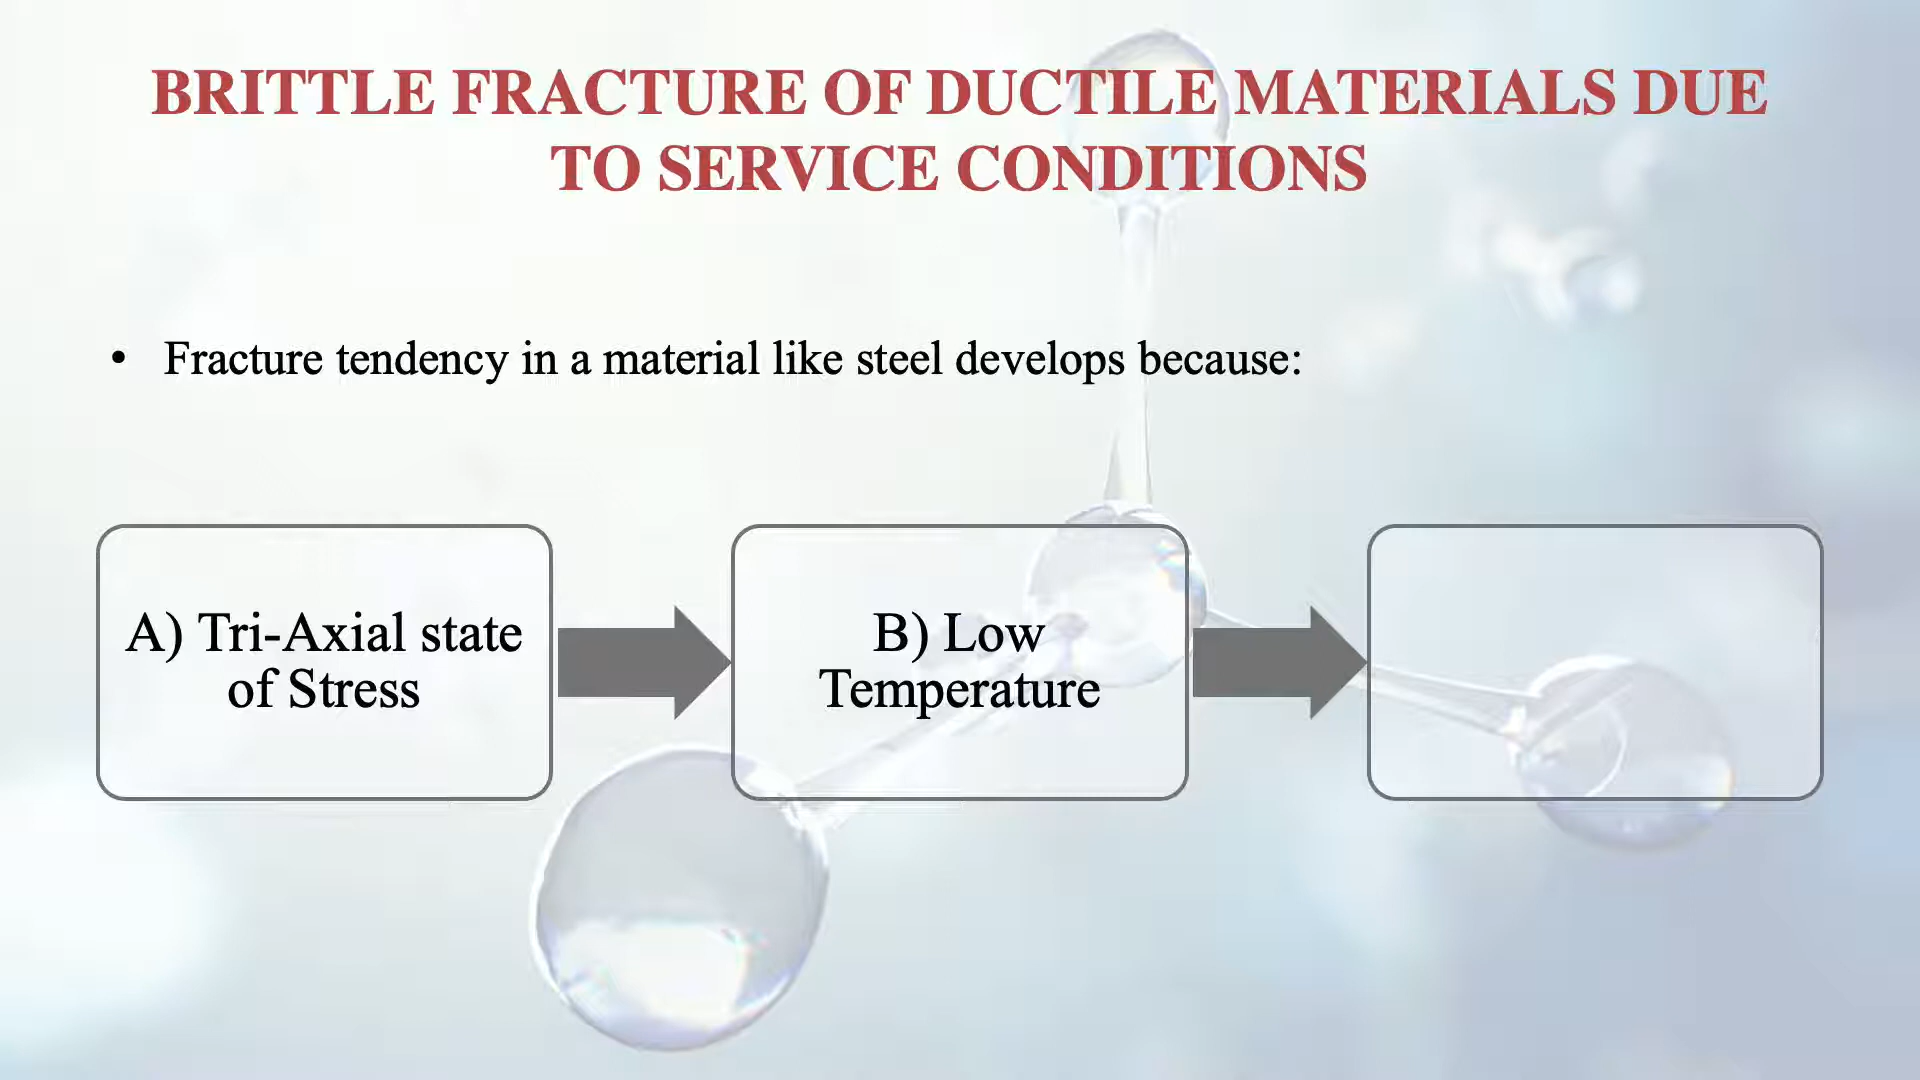 BRITTLE FRACTURE OF DUCTILE MATERIALS DUE
TO SERVICE CONDITIONS
• Fracture tendency in a material like steel develops because:
A) Tri-Axial state
of Stress
B) Low
Temperature